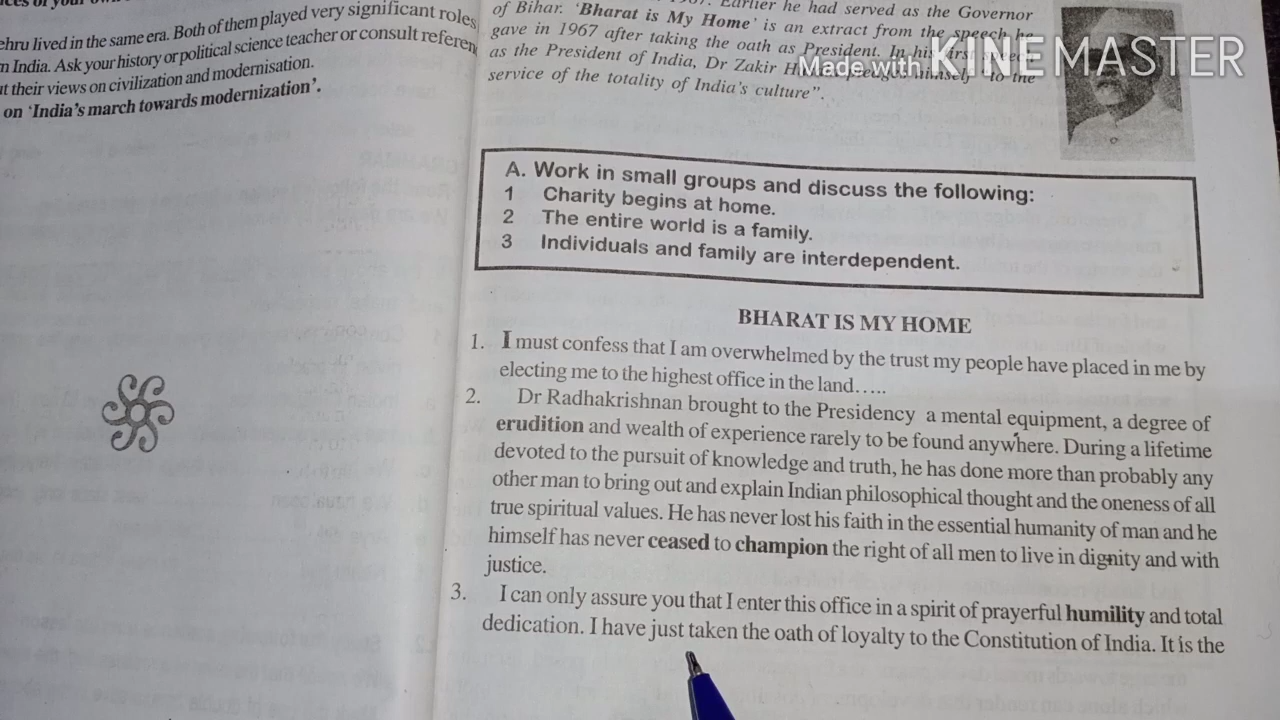 ehru lived in the same era. Both of them played very significant roles
n India. Ask your history or political science teacher or consult referen
ut their views on civilization and modernisation.
on 'India's march towards modernization'.
Earlier he had served as the Governor
of Bihar. 'Bharat is My Home' is an extract from the speech he
gave in 1967 after taking the oath as President. In his first
as the President of India, Dr Zakir himself "to the
service of the totality of India's culture".
Made with KINEMASTER
A. Work in small groups and discuss the following:
1 Charity begins at home.
2 The entire world is a family.
3 Individuals and family are interdependent.
BHARAT IS MY HOME
1. I must confess that I am overwhelmed by the trust my people have placed in me by
electing me to the highest office in the land.....
2. Dr Radhakrishnan brought to the Presidency a mental equipment, a degree of
erudition and wealth of experience rarely to be found anywhere. During a lifetime
devoted to the pursuit of knowledge and truth, he has done more than probably any
other man to bring out and explain Indian philosophical thought and the oneness of all
true spiritual values. He has never lost his faith in the essential humanity of man and he
himself has never ceased to champion the right of all men to live in dignity and with
justice.
3. I can only assure you that I enter this office in a spirit of prayerful humility and total
dedication. I have just taken the oath of loyalty to the Constitution of India. It is the